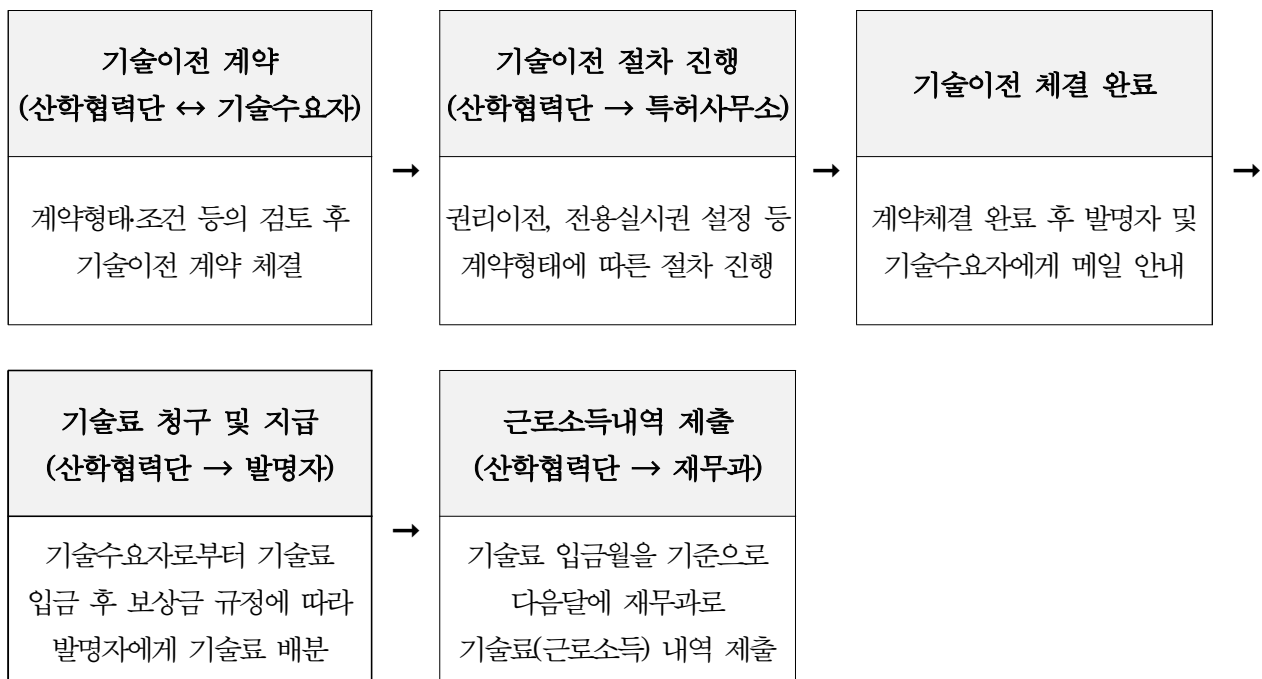 기술이전 계약
(산학협력단 ↔ 기술수요자)
계약형태·조건 등의 검토 후
기술이전 계약 체결
→
기술이전 절차 진행
(산학협력단 → 특허사무소)
권리이전, 전용실시권 설정 등
계약형태에 따른 절차 진행
→
기술이전 체결 완료
계약체결 완료 후 발명자 및
기술수요자에게 메일 안내
→
기술료 청구 및 지급
(산학협력단 → 발명자)
기술수요자로부터 기술료
입금 후 보상금 규정에 따라
발명자에게 기술료 배분
→
근로소득내역 제출
(산학협력단 → 재무과)
기술료 입금월을 기준으로
다음달에 재무과로
기술료(근로소득) 내역 제출